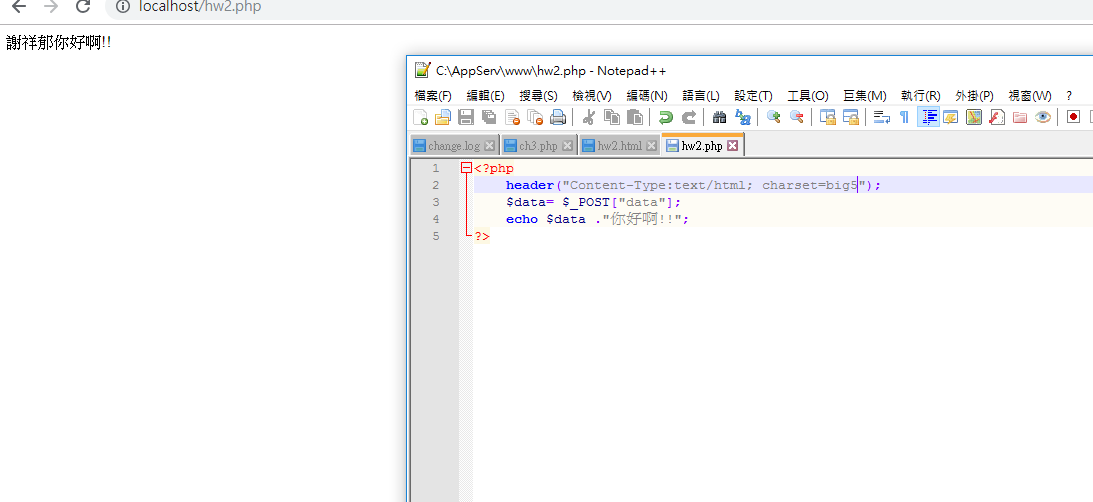 localhost/hw2.php
謝祥郁你好啊!!
C:\AppServ\www\hw2.php - Notepad++
檔案(F) 編輯(E) 搜尋(S) 檢視(V) 編碼(N) 語言(L) 設定(T) 工具(O) 巨集(M) 執行(R) 外掛(P) 視窗(W) ?
change.log ch3.php hw2.html hw2.php
1 <?php
2 header("Content-Type:text/html; charset=big5");
3 $data= $_POST["data"];
4 echo $data ."你好啊!!";
5 ?>